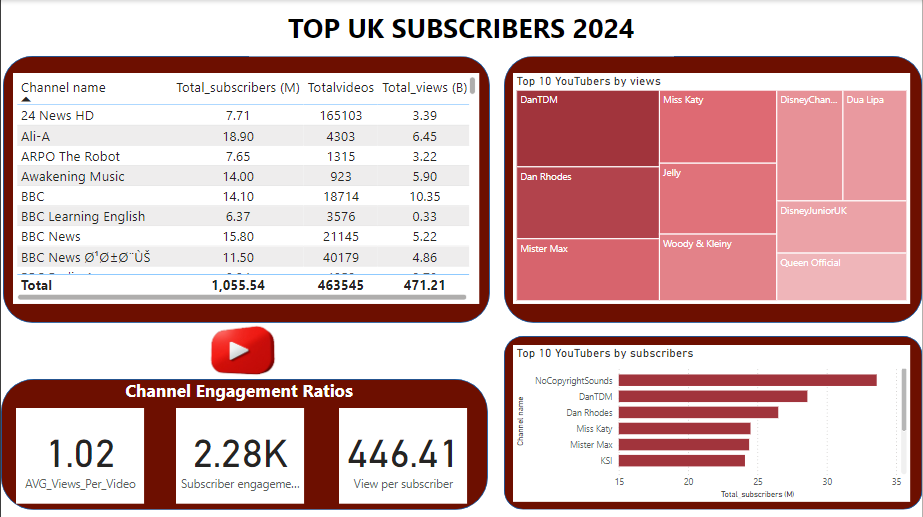 TOP UK SUBSCRIBERS 2024
Channel name Total_subscribers (M) Totalvideos Total_views (B)
24 News HD 7.71 165103 3.39
Ali-A 18.90 4303 6.45
ARPO The Robot 7.65 1315 3.22
Awakening Music 14.00 923 5.90
BBC 14.10 18714 10.35
BBC Learning English 6.37 3576 0.33
BBC News 15.80 21145 5.22
BBC News Ø¹Ø±Ø¨ÙŠ 11.50 40179 4.86
Total 1,055.54 463545 471.21
Top 10 YouTubers by views
DanTDM
Dan Rhodes
Mister Max
Miss Katy
Jelly
Woody & Kleiny
DisneyChan...
Dua Lipa
DisneyJuniorUK
Queen Official
Channel Engagement Ratios
1.02
AVG_Views_Per_Video
2.28K
Subscriber engageme...
446.41
View per subscriber
Top 10 YouTubers by subscribers
Channel name
NoCopyrightSounds
DanTDM
Dan Rhodes
Miss Katy
Mister Max
KSI
15 20 25 30 35
Total_subscribers (M)